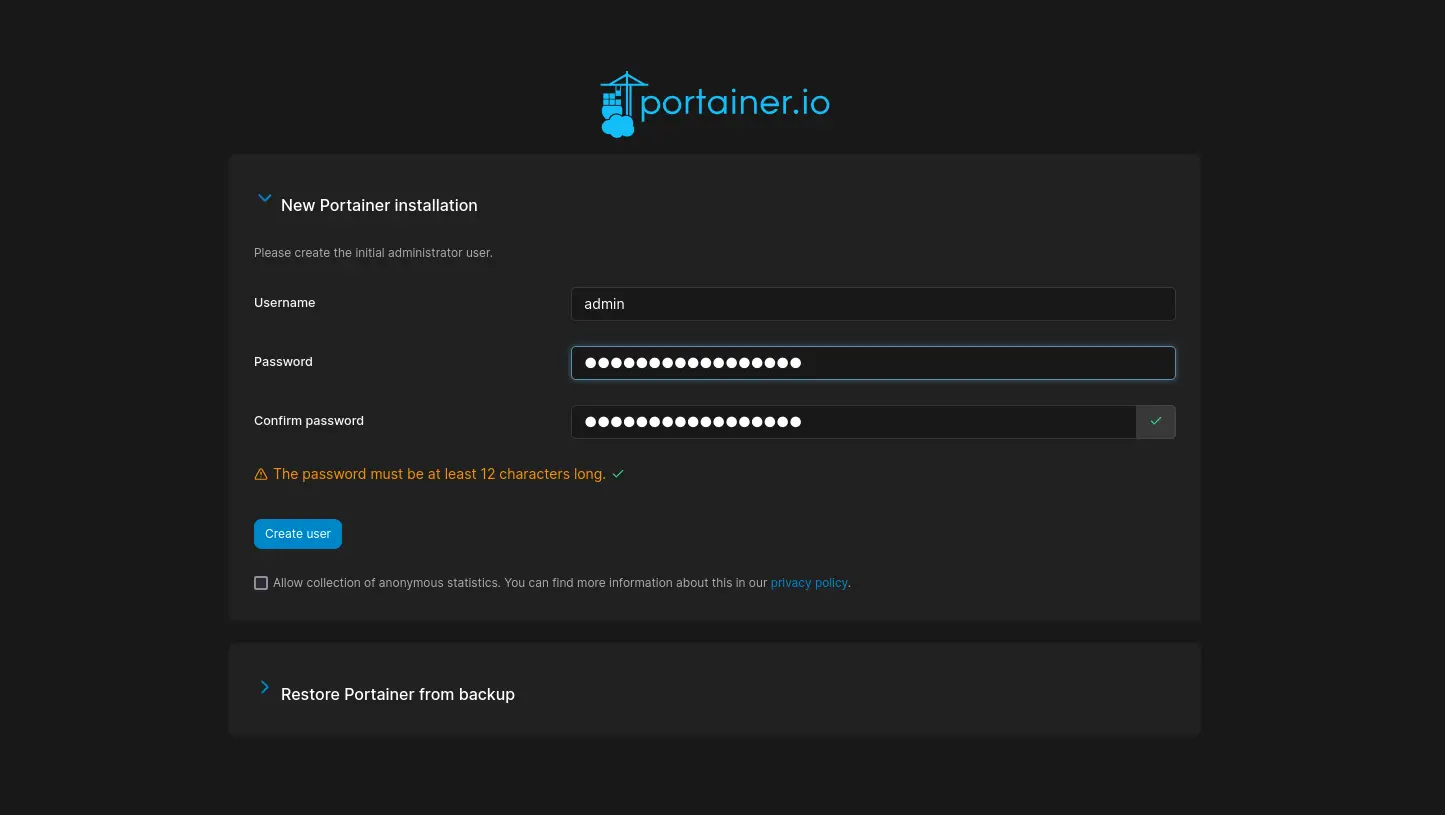 portainer.io
New Portainer installation
Please create the initial administrator user.
Username
admin
Password
●●●●●●●●●●●●●●●●●
Confirm password
●●●●●●●●●●●●●●●●●
The password must be at least 12 characters long.
Create user
Allow collection of anonymous statistics. You can find more information about this in our privacy policy.
Restore Portainer from backup